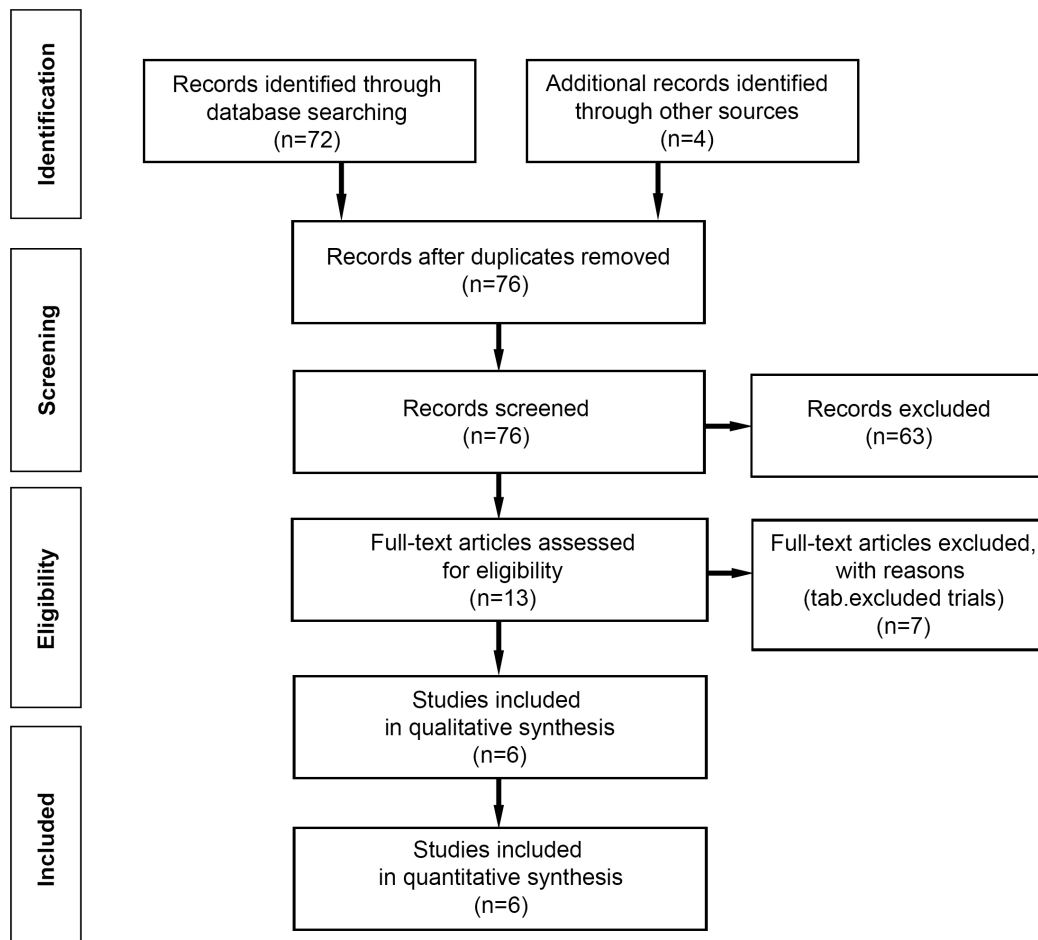 Identification
Records identified through
database searching
(n=72)
Additional records identified
through other sources
(n=4)
Records after duplicates removed
(n=76)
Screening
Records screened
(n=76)
Records excluded
(n=63)
Eligibility
Full-text articles assessed
for eligibility
(n=13)
Full-text articles excluded,
with reasons
(tab.excluded trials)
(n=7)
Studies included
in qualitative synthesis
(n=6)
Included
Studies included
in quantitative synthesis
(n=6)